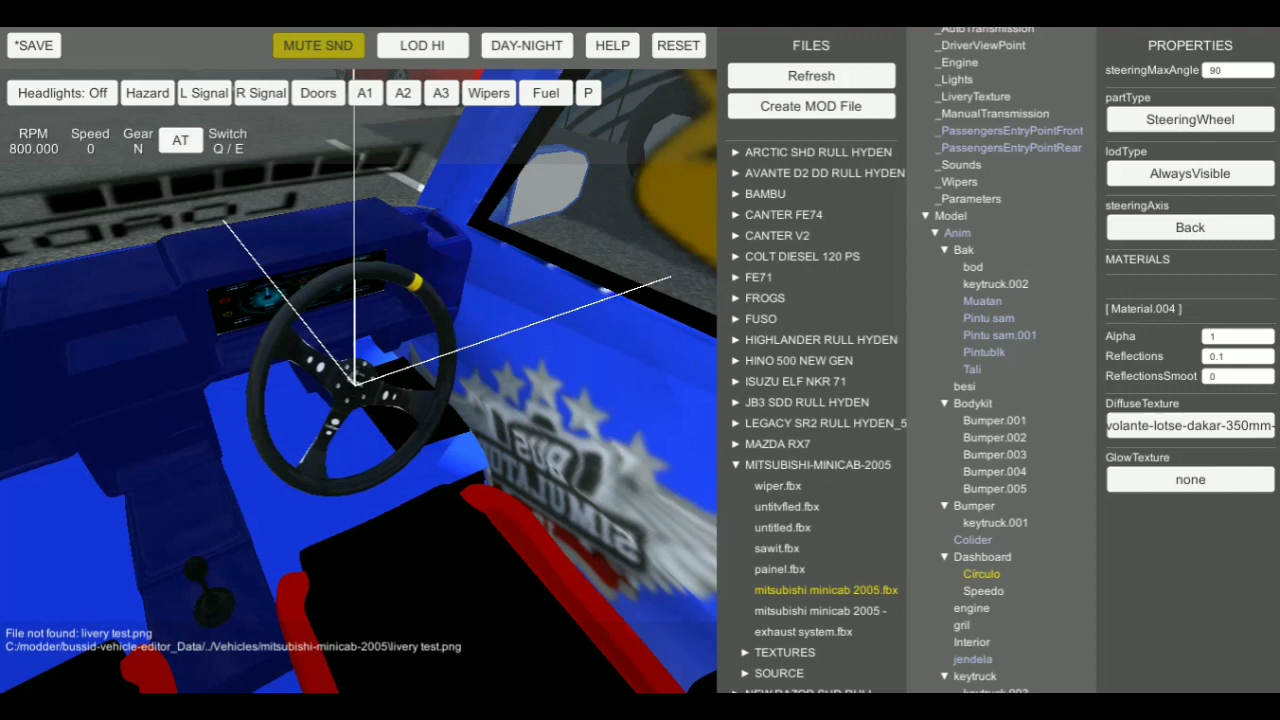 *SAVE
MUTE SND
LOD HI
DAY-NIGHT
HELP
RESET
Headlights: Off
Hazard
L Signal
R Signal
Doors
A1
A2
A3
Wipers
Fuel
P
RPM
800.000
Speed
0
Gear
N
AT
Switch
Q / E
File not found: livery test.png
C:/modder/bussid-vehicle-editor_Data/../Vehicles/mitsubishi-minicab-2005\livery test.png
FILES
Refresh
Create MOD File
► ARCTIC SHD RULL HYDEN
► AVANTE D2 DD RULL HYDEN
► BAMBU
► CANTER FE74
► CANTER V2
► COLT DIESEL 120 PS
► FE71
► FROGS
► FUSO
► HIGHLANDER RULL HYDEN
► HINO 500 NEW GEN
► ISUZU ELF NKR 71
► JB3 SDD RULL HYDEN
► LEGACY SR2 RULL HYDEN_5
► MAZDA RX7
▼ MITSUBISHI-MINICAB-2005
wiper.fbx
untitvfled.fbx
untitled.fbx
sawit.fbx
painel.fbx
mitsubishi minicab 2005.fbx
mitsubishi minicab 2005 -
exhaust system.fbx
► TEXTURES
► SOURCE
_AutoTransmission
_DriverViewPoint
_Engine
_Lights
_LiveryTexture
_ManualTransmission
_PassengersEntryPointFront
_PassengersEntryPointRear
_Sounds
_Wipers
_Parameters
▼ Model
▼ Anim
▼ Bak
bod
keytruck.002
Muatan
Pintu sam
Pintu sam.001
Pintublk
Tali
besi
▼ Bodykit
Bumper.001
Bumper.002
Bumper.003
Bumper.004
Bumper.005
▼ Bumper
keytruck.001
Colider
▼ Dashboard
Círculo
Speedo
engine
gril
Interior
jendela
▼ keytruck
PROPERTIES
steeringMaxAngle 90
partType
SteeringWheel
lodType
AlwaysVisible
steeringAxis
Back
MATERIALS
[ Material.004 ]
Alpha 1
Reflections 0.1
ReflectionsSmoot 0
DiffuseTexture
volante-lotse-dakar-350mm-
GlowTexture
none